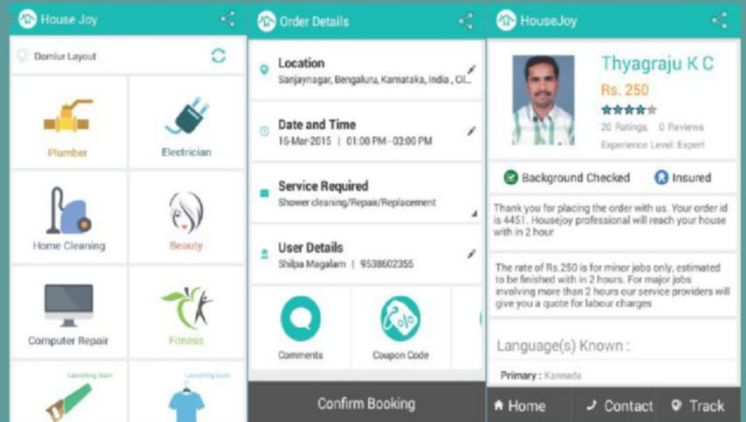 House Joy
Domlur Layout
Plumber
Electrician
Home Cleaning
Beauty
Computer Repair
Fitness
Launching Soon
Launching Soon
Order Details
Location
Sanjaynagar, Bengaluru, Karnataka, India , Cil...
Date and Time
16-Mar-2015 | 01:00 PM - 03:00 PM
Service Required
Shower cleaning/Repair/Replacement
User Details
Shilpa Magalam | 9538602355
%
Comments
Coupon Code
Confirm Booking
HouseJoy
Thyagraju K C
Rs. 250
20 Ratings, 0 Reviews
Experience Level :Expert
Background Checked
Insured
Thank you for placing the order with us. Your order id
is 4451. Housejoy professional will reach your house
with in 2 hour
The rate of Rs.250 is for minor jobs only, estimated
to be finished with in 2 hours. For major jobs
involving more than 2 hours our service providers will
give you a quote for labour charges
Language(s) Known :
Primary : Kannada
Home
Contact
Track